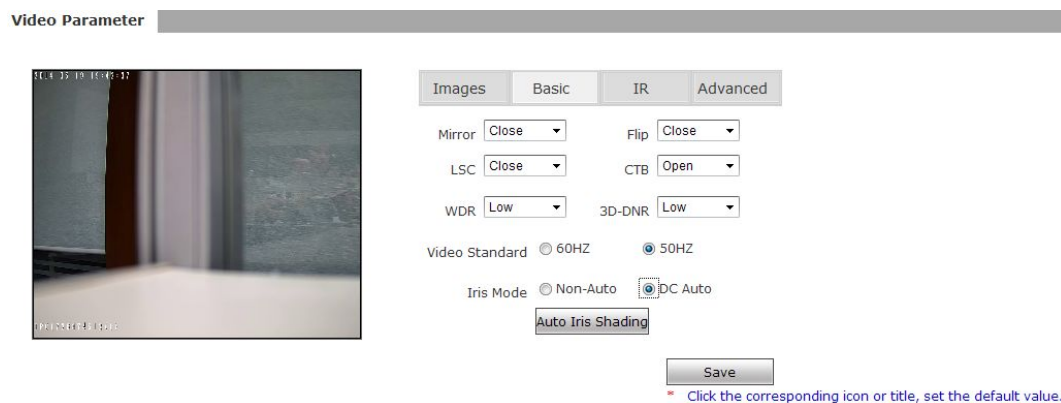 Video Parameter
Images Basic IR Advanced
Mirror Close Flip Close
LSC Close CTB Open
WDR Low 3D-DNR Low
Video Standard 60HZ 50HZ
Iris Mode Non-Auto DC Auto
Auto Iris Shading
Save
* Click the corresponding icon or title, set the default value.